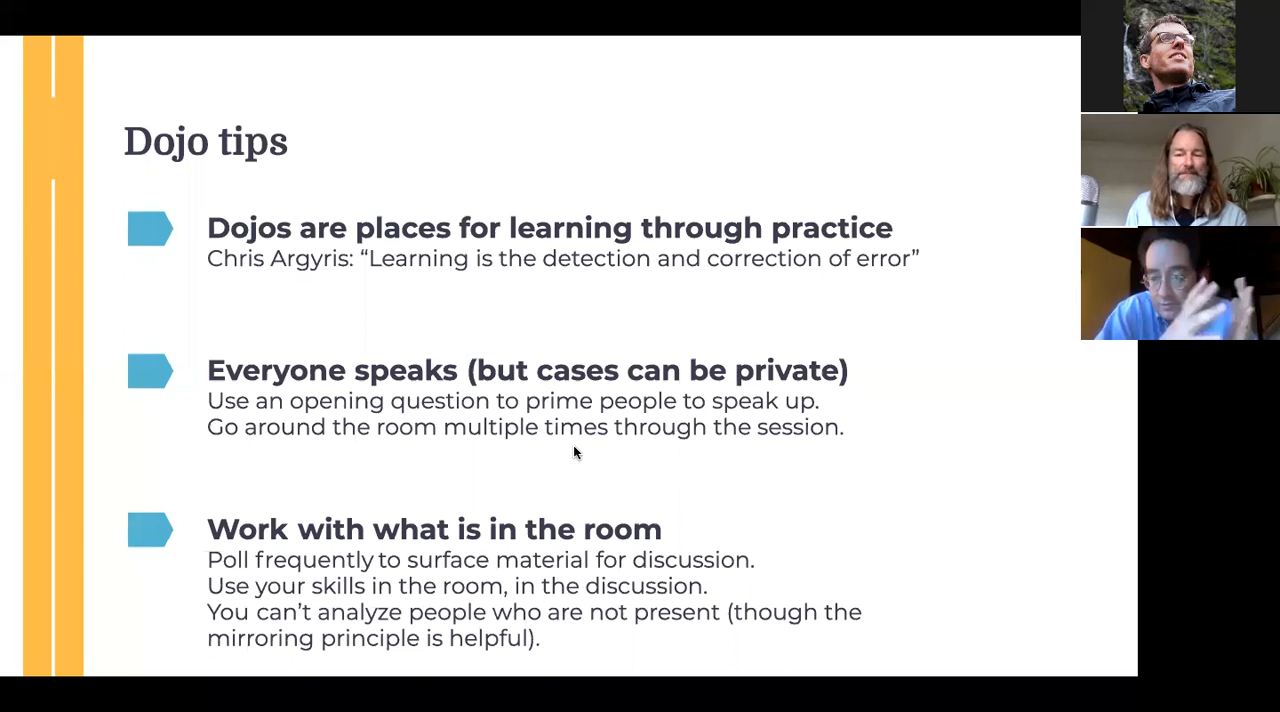 Dojo tips
Dojos are places for learning through practice
Chris Argyris: “Learning is the detection and correction of error”
Everyone speaks (but cases can be private)
Use an opening question to prime people to speak up.
Go around the room multiple times through the session.
Work with what is in the room
Poll frequently to surface material for discussion.
Use your skills in the room, in the discussion.
You can’t analyze people who are not present (though the
mirroring principle is helpful).